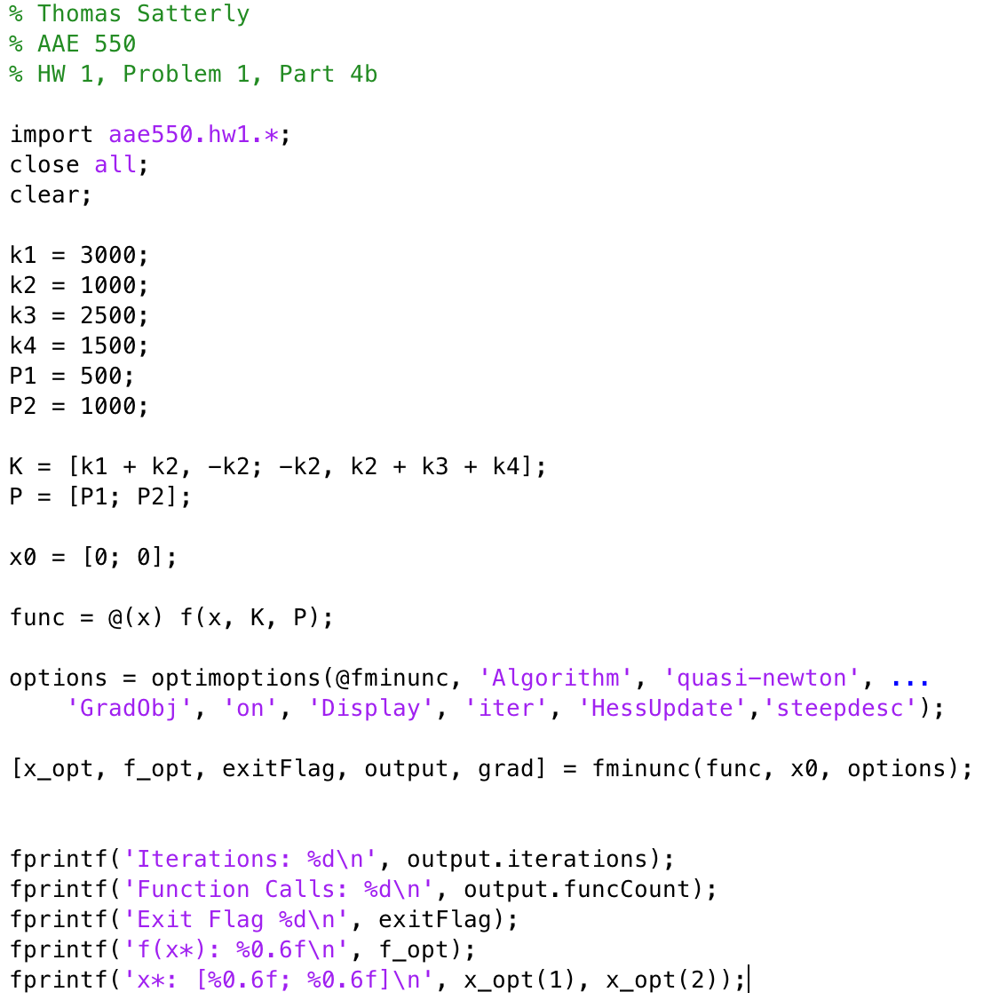 % Thomas Satterly
% AAE 550
% HW 1, Problem 1, Part 4b
import aae550.hw1.*;
close all;
clear;
k1 = 3000;
k2 = 1000;
k3 = 2500;
k4 = 1500;
P1 = 500;
P2 = 1000;
K = [k1 + k2, -k2; -k2, k2 + k3 + k4];
P = [P1; P2];
x0 = [0; 0];
func = @(x) f(x, K, P);
options = optimoptions(@fminunc, 'Algorithm', 'quasi-newton', ...
    'GradObj', 'on', 'Display', 'iter', 'HessUpdate','steepdesc');
[x_opt, f_opt, exitFlag, output, grad] = fminunc(func, x0, options);
fprintf('Iterations: %d\n', output.iterations);
fprintf('Function Calls: %d\n', output.funcCount);
fprintf('Exit Flag %d\n', exitFlag);
fprintf('f(x*): %0.6f\n', f_opt);
fprintf('x*: [%0.6f; %0.6f]\n', x_opt(1), x_opt(2));